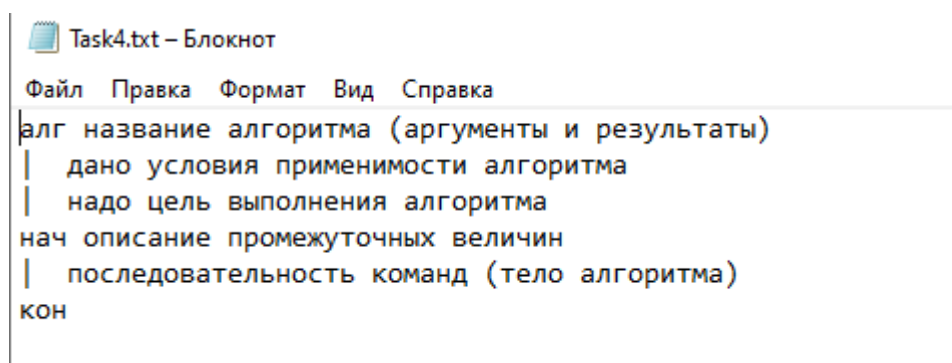 Task4.txt – Блокнот
Файл Правка Формат Вид Справка
алг название алгоритма (аргументы и результаты)
|  дано условия применимости алгоритма
|  надо цель выполнения алгоритма
нач описание промежуточных величин
|  последовательность команд (тело алгоритма)
кон